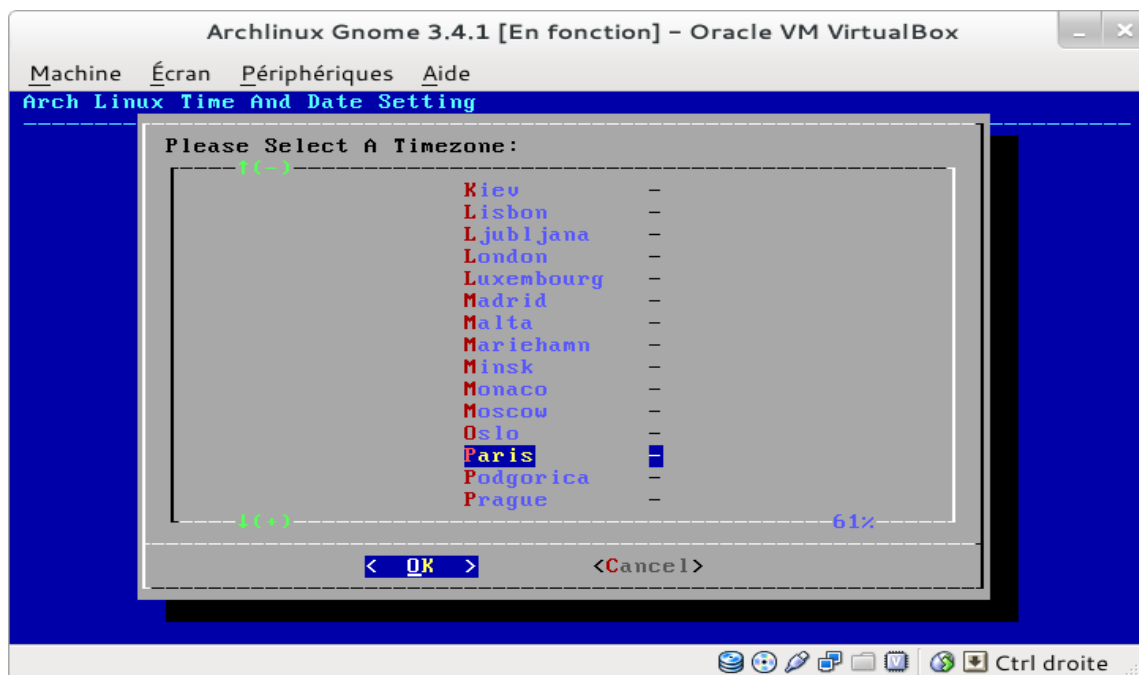 Archlinux Gnome 3.4.1 [En fonction] - Oracle VM VirtualBox
Machine Écran Périphériques Aide
Arch Linux Time And Date Setting
Please Select A Timezone:
↑(-)
Kiev -
Lisbon -
Ljubljana -
London -
Luxembourg -
Madrid -
Malta -
Mariehamn -
Minsk -
Monaco -
Moscow -
Oslo -
Paris -
Podgorica -
Prague -
↓(+) 61%
< OK > <Cancel>
Ctrl droite